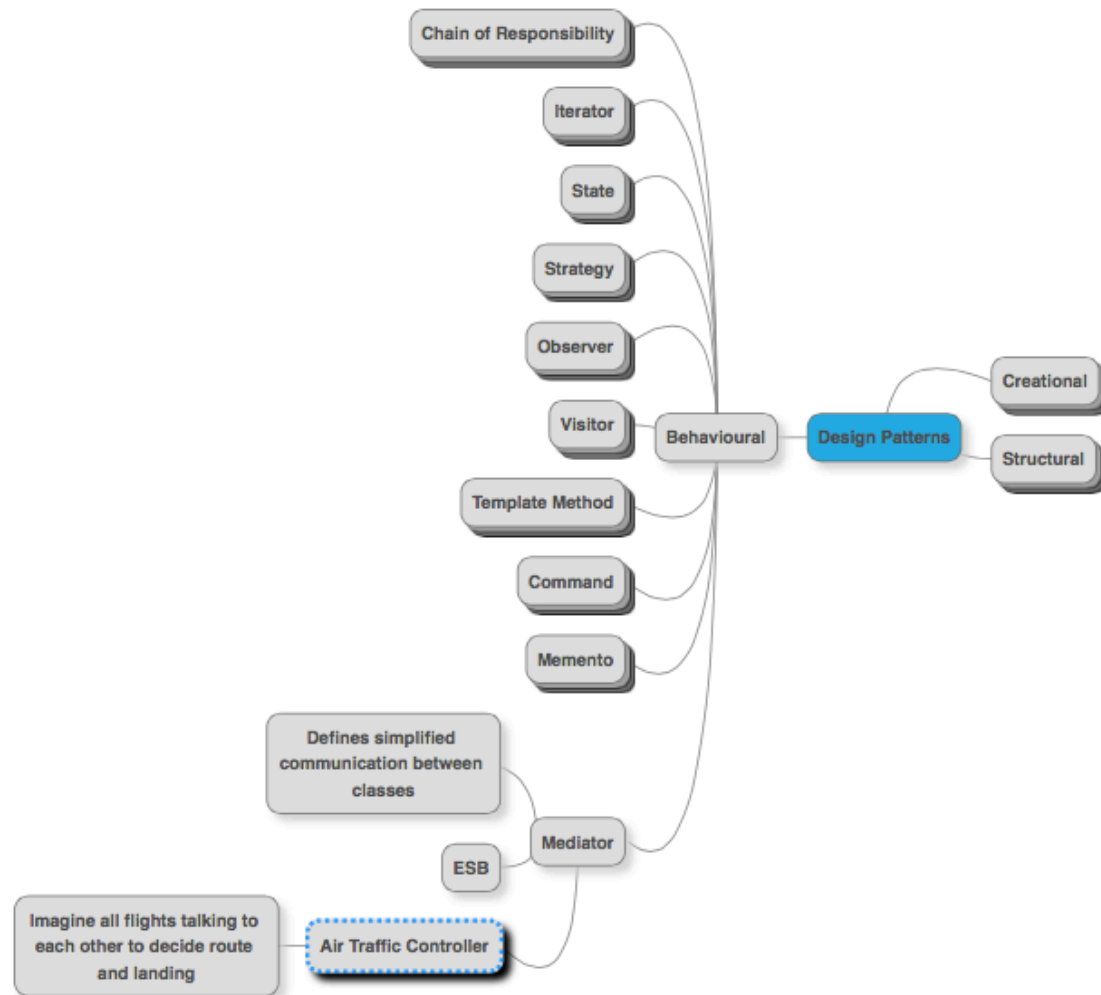 Chain of Responsibility
Iterator
State
Strategy
Observer
Creational
Visitor
Behavioural
Design Patterns
Structural
Template Method
Command
Memento
Defines simplified
communication between
classes
Mediator
ESB
Imagine all flights talking to
each other to decide route
and landing
Air Traffic Controller